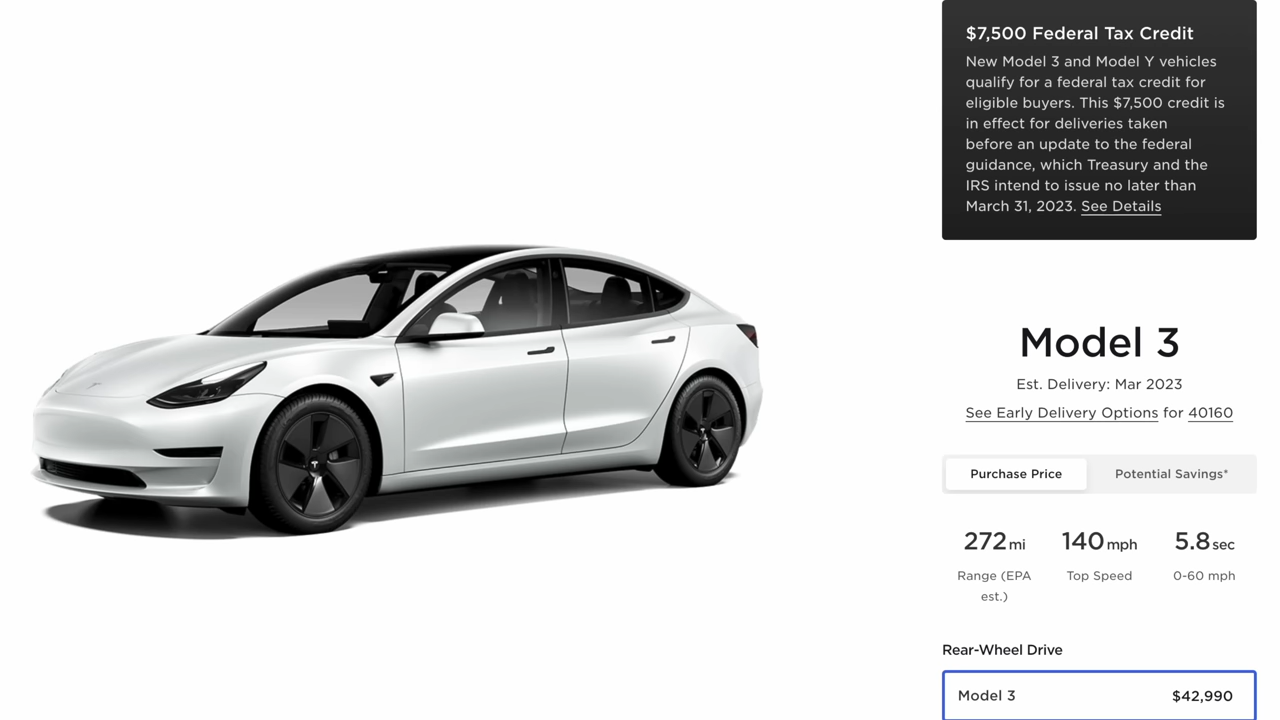 $7,500 Federal Tax Credit
New Model 3 and Model Y vehicles
qualify for a federal tax credit for
eligible buyers. This $7,500 credit is
in effect for deliveries taken
before an update to the federal
guidance, which Treasury and the
IRS intend to issue no later than
March 31, 2023. See Details
Model 3
Est. Delivery: Mar 2023
See Early Delivery Options for 40160
Purchase Price Potential Savings*
272 mi 140 mph 5.8 sec
Range (EPA est.) Top Speed 0-60 mph
Rear-Wheel Drive
Model 3 $42,990